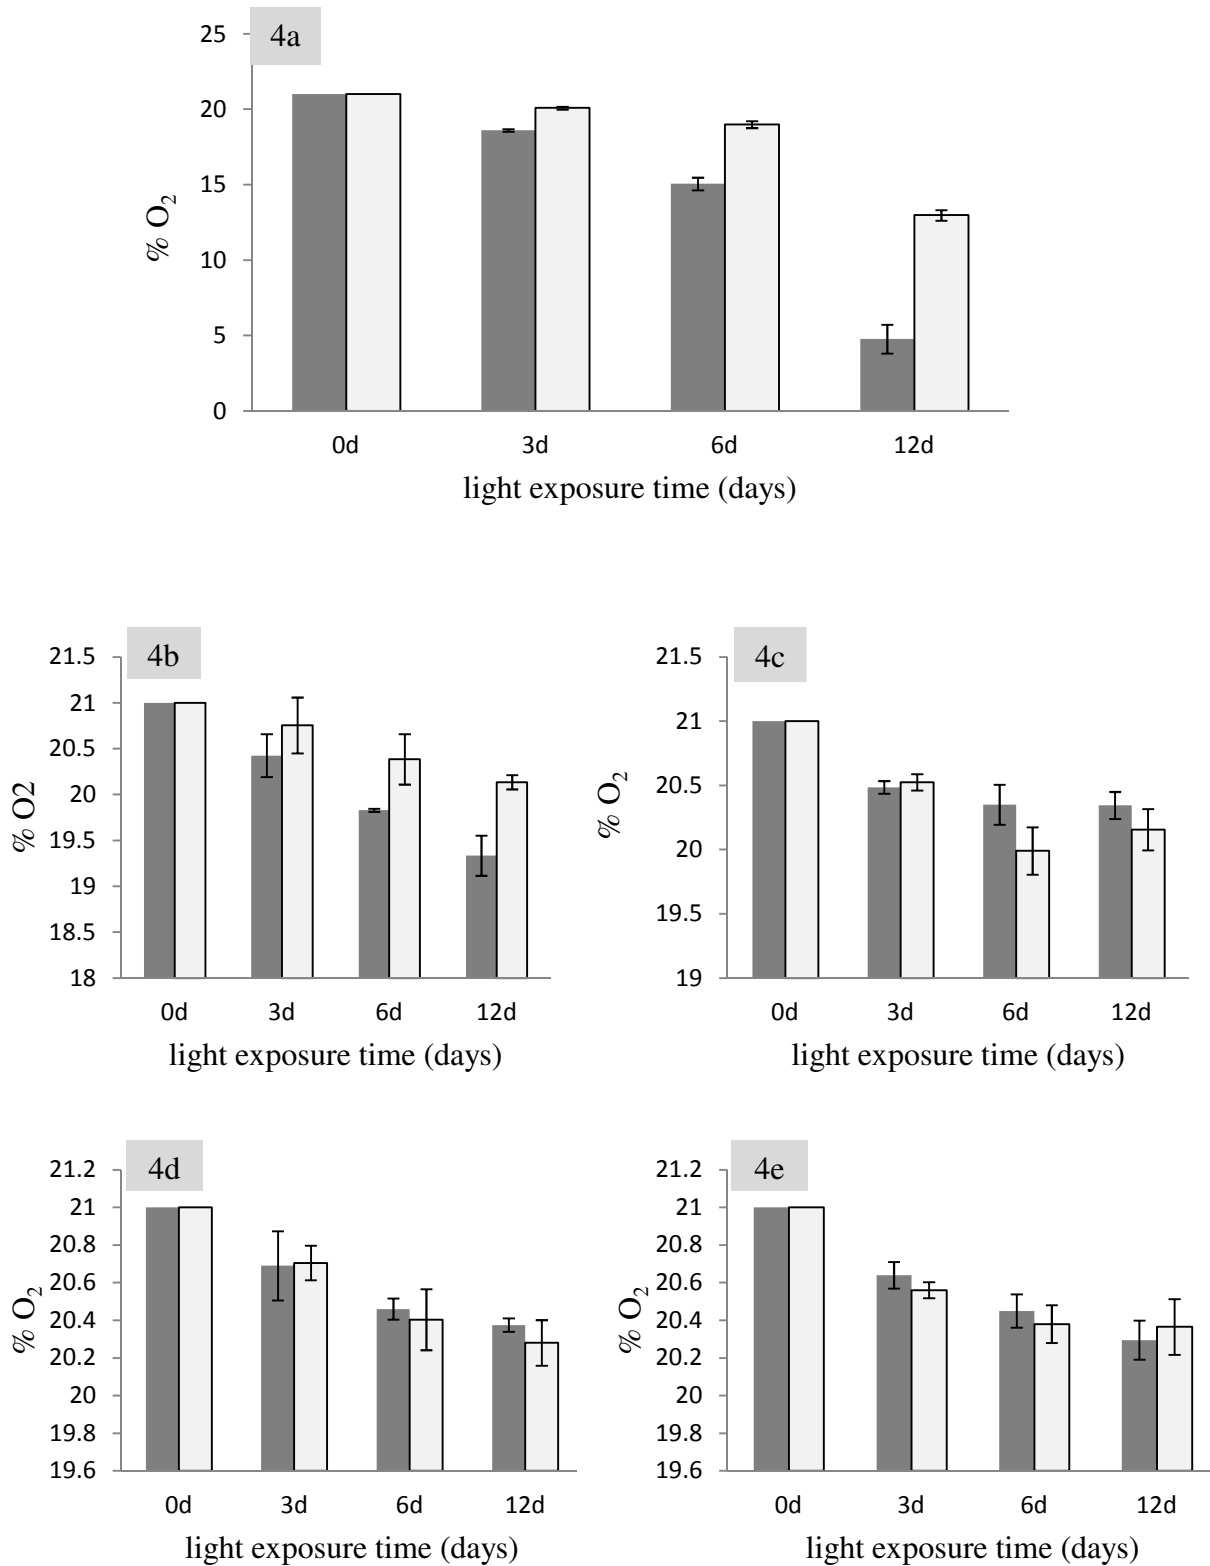 4a
25
20
15
10
5
0
% O₂
0d 3d 6d 12d
light exposure time (days)
4b
21.5
21
20.5
20
19.5
19
18.5
18
% O2
0d 3d 6d 12d
light exposure time (days)
4c
21.5
21
20.5
20
19.5
19
% O₂
0d 3d 6d 12d
light exposure time (days)
4d
21.2
21
20.8
20.6
20.4
20.2
20
19.8
19.6
% O₂
0d 3d 6d 12d
light exposure time (days)
4e
21.2
21
20.8
20.6
20.4
20.2
20
19.8
19.6
% O₂
0d 3d 6d 12d
light exposure time (days)